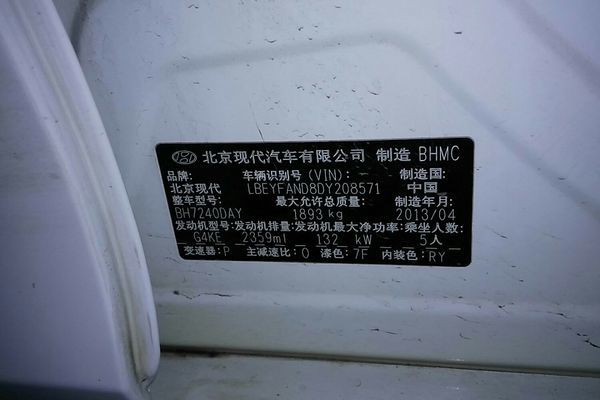 北京现代汽车有限公司 制造 BHMC
品牌: 车辆识别号 (VIN): 制造国:
北京现代 LBEYFAND8DY208571 中国
整车型号: 最大允许总质量: 制造年月:
BH7240DAY 1893 kg 2013/04
发动机型号: 发动机排量: 发动机最大净功率: 乘坐人数:
G4KE 2359ml 132 kW 5人
变速器: P 主减速比: O 漆色: 7F 内装色: RY